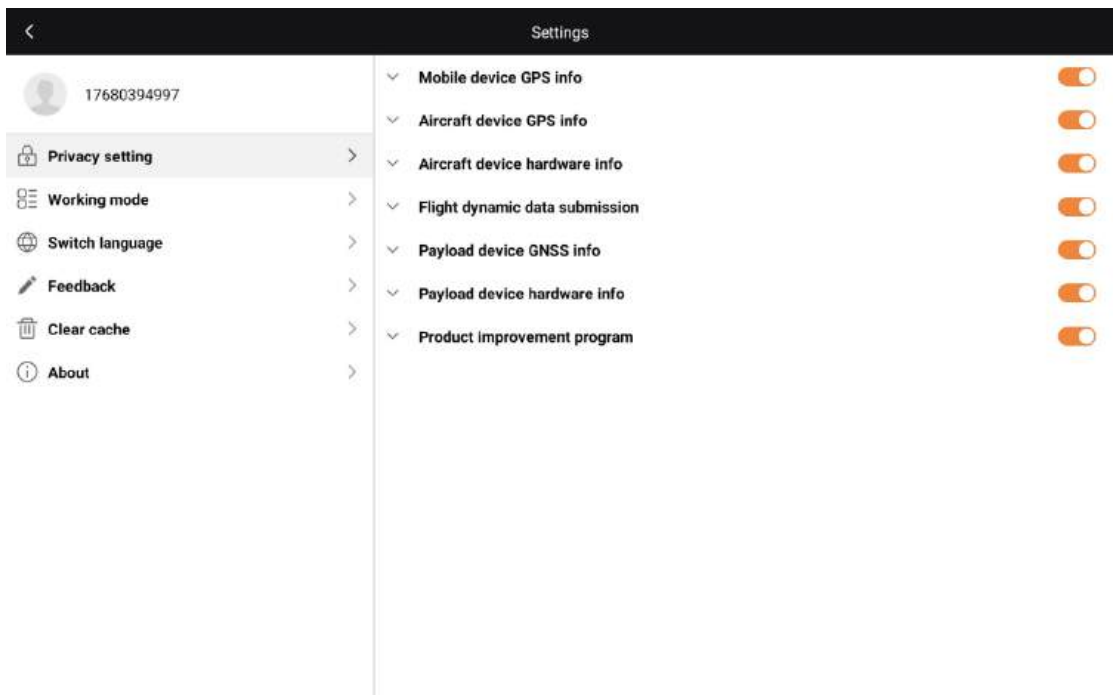 Settings
17680394997
Privacy setting
Working mode
Switch language
Feedback
Clear cache
About
Mobile device GPS info
Aircraft device GPS info
Aircraft device hardware info
Flight dynamic data submission
Payload device GNSS info
Payload device hardware info
Product improvement program